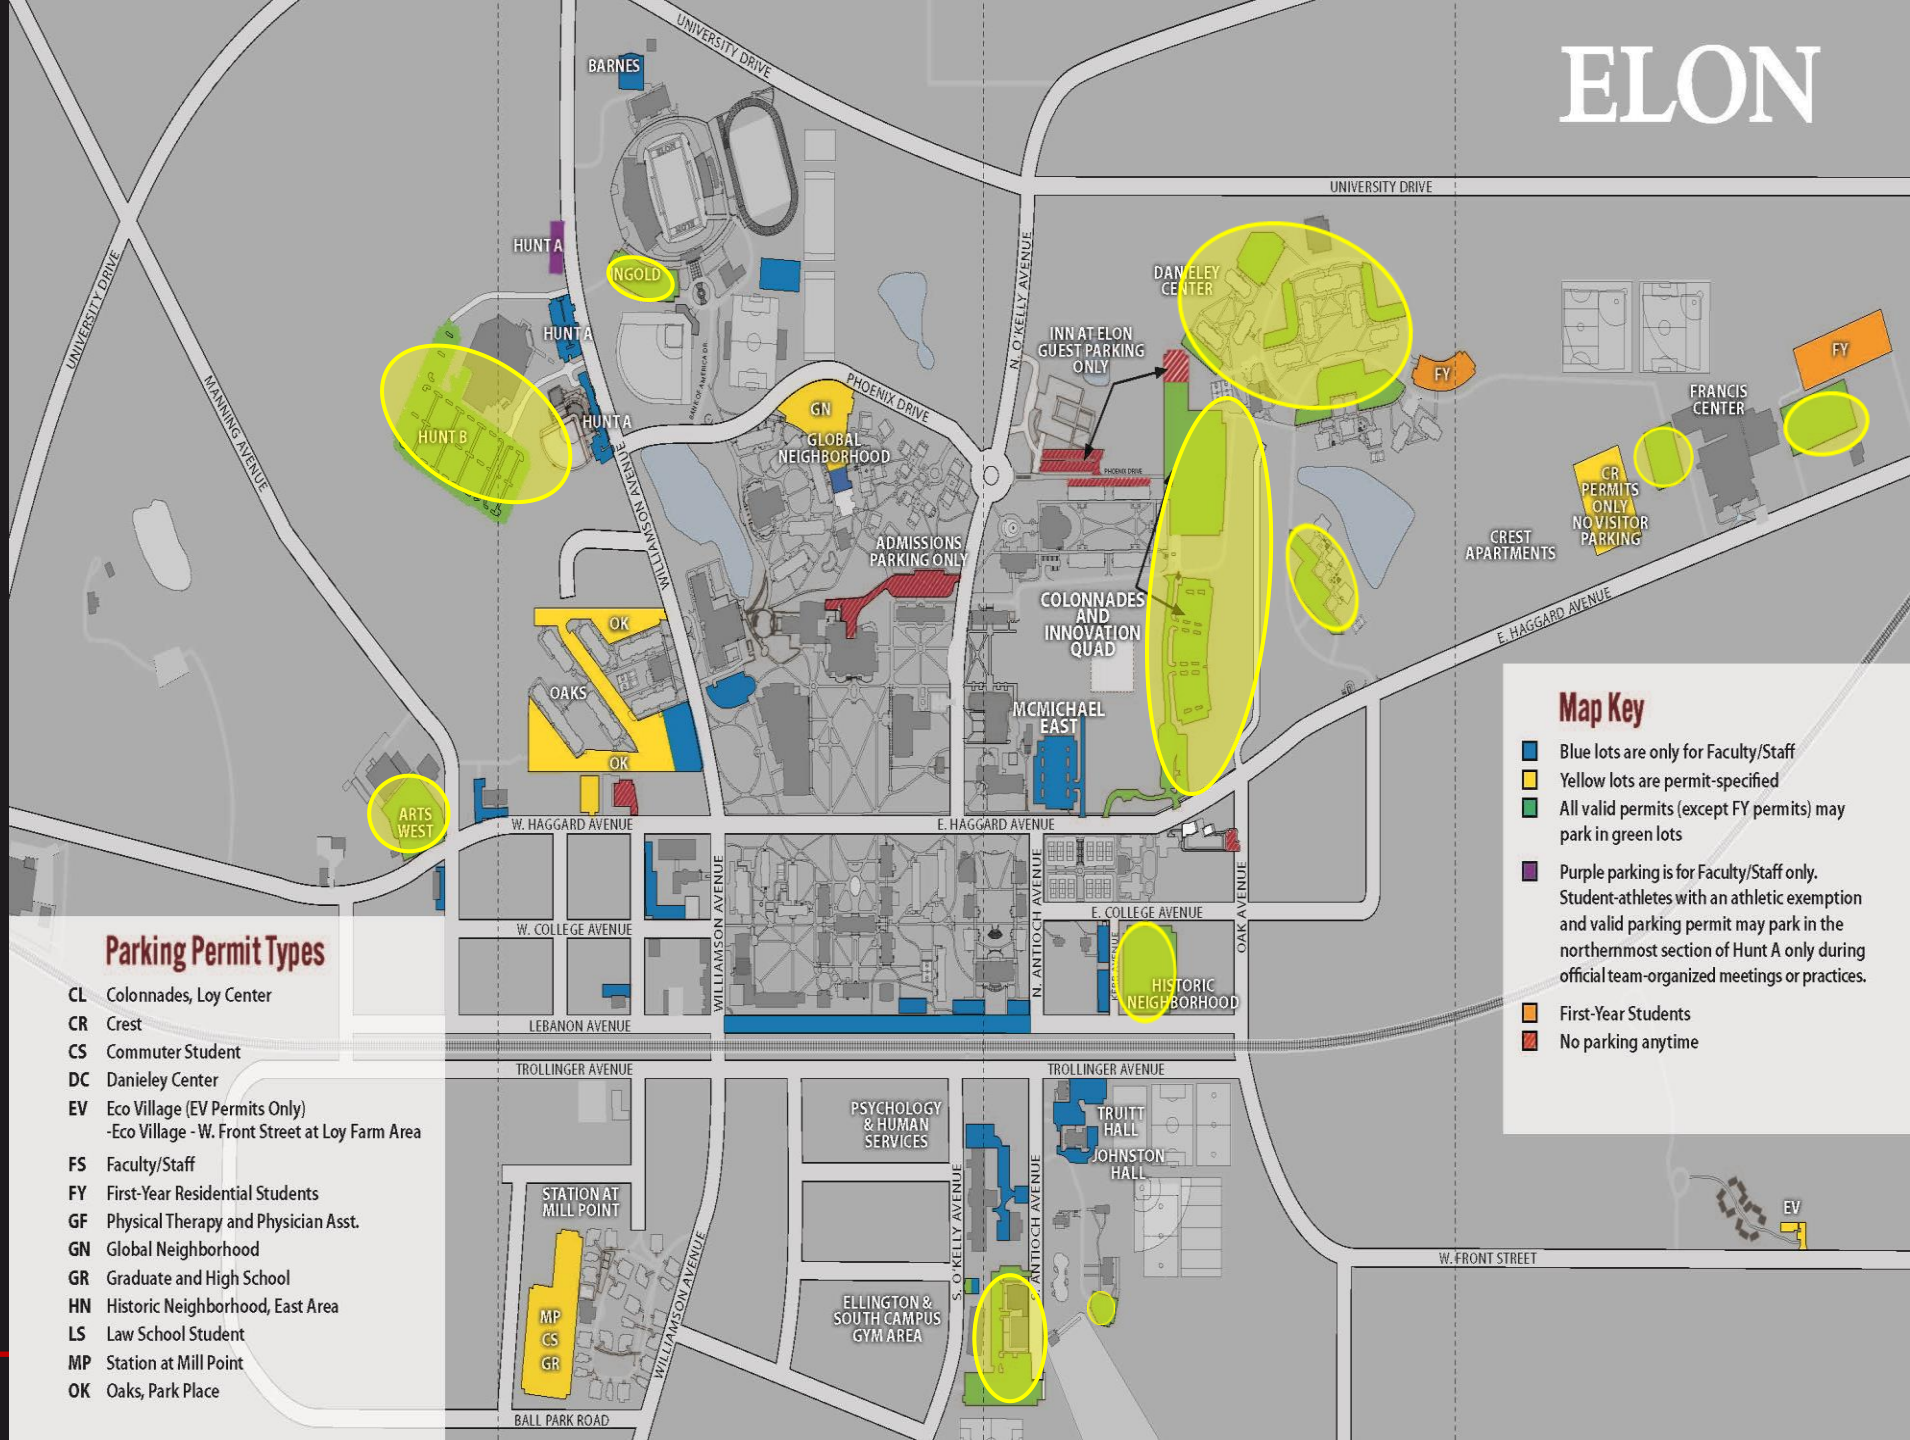 ELON
UNIVERSITY DRIVE
BARNES
ELON
UNIVERSITY DRIVE
HUNT A
INGOLD
N. O'KELLY AVENUE
DANIELEY
CENTER
UNIVERSITY DRIVE
HUNT A
INN AT ELON
GUEST PARKING
ONLY
BANK OF AMERICA DR.
MANNING AVENUE
PHOENIX DRIVE
GN
GLOBAL
NEIGHBORHOOD
HUNT A
HUNT B
FY
FY
FRANCIS
CENTER
PHOENIX DRIVE
WILLIAMSON AVENUE
CR
PERMITS
ONLY
NO VISITOR
PARKING
CREST
APARTMENTS
ADMISSIONS
PARKING ONLY
COLONNADES
AND
INNOVATION
QUAD
E. HAGGARD AVENUE
OK
OAKS
OK
MCMICHAEL
EAST
ARTS
WEST
W. HAGGARD AVENUE
E. HAGGARD AVENUE
WILLIAMSON AVENUE
N. ANTIOCH AVENUE
OAK AVENUE
E. COLLEGE AVENUE
W. COLLEGE AVENUE
KERR AVENUE
HISTORIC
NEIGHBORHOOD
LEBANON AVENUE
TROLLINGER AVENUE
TROLLINGER AVENUE
PSYCHOLOGY
& HUMAN
SERVICES
TRUITT
HALL
JOHNSTON
HALL
S. O'KELLY AVENUE
S. ANTIOCH AVENUE
STATION AT
MILL POINT
MP
CS
GR
WILLIAMSON AVENUE
ELLINGTON &
SOUTH CAMPUS
GYM AREA
BALL PARK ROAD
EV
W. FRONT STREET
Map Key
Blue lots are only for Faculty/Staff
Yellow lots are permit-specified
All valid permits (except FY permits) may
park in green lots
Purple parking is for Faculty/Staff only.
Student-athletes with an athletic exemption
and valid parking permit may park in the
northernmost section of Hunt A only during
official team-organized meetings or practices.
First-Year Students
No parking anytime
Parking Permit Types
CL Colonnades, Loy Center
CR Crest
CS Commuter Student
DC Danieley Center
EV Eco Village (EV Permits Only)
-Eco Village - W. Front Street at Loy Farm Area
FS Faculty/Staff
FY First-Year Residential Students
GF Physical Therapy and Physician Asst.
GN Global Neighborhood
GR Graduate and High School
HN Historic Neighborhood, East Area
LS Law School Student
MP Station at Mill Point
OK Oaks, Park Place